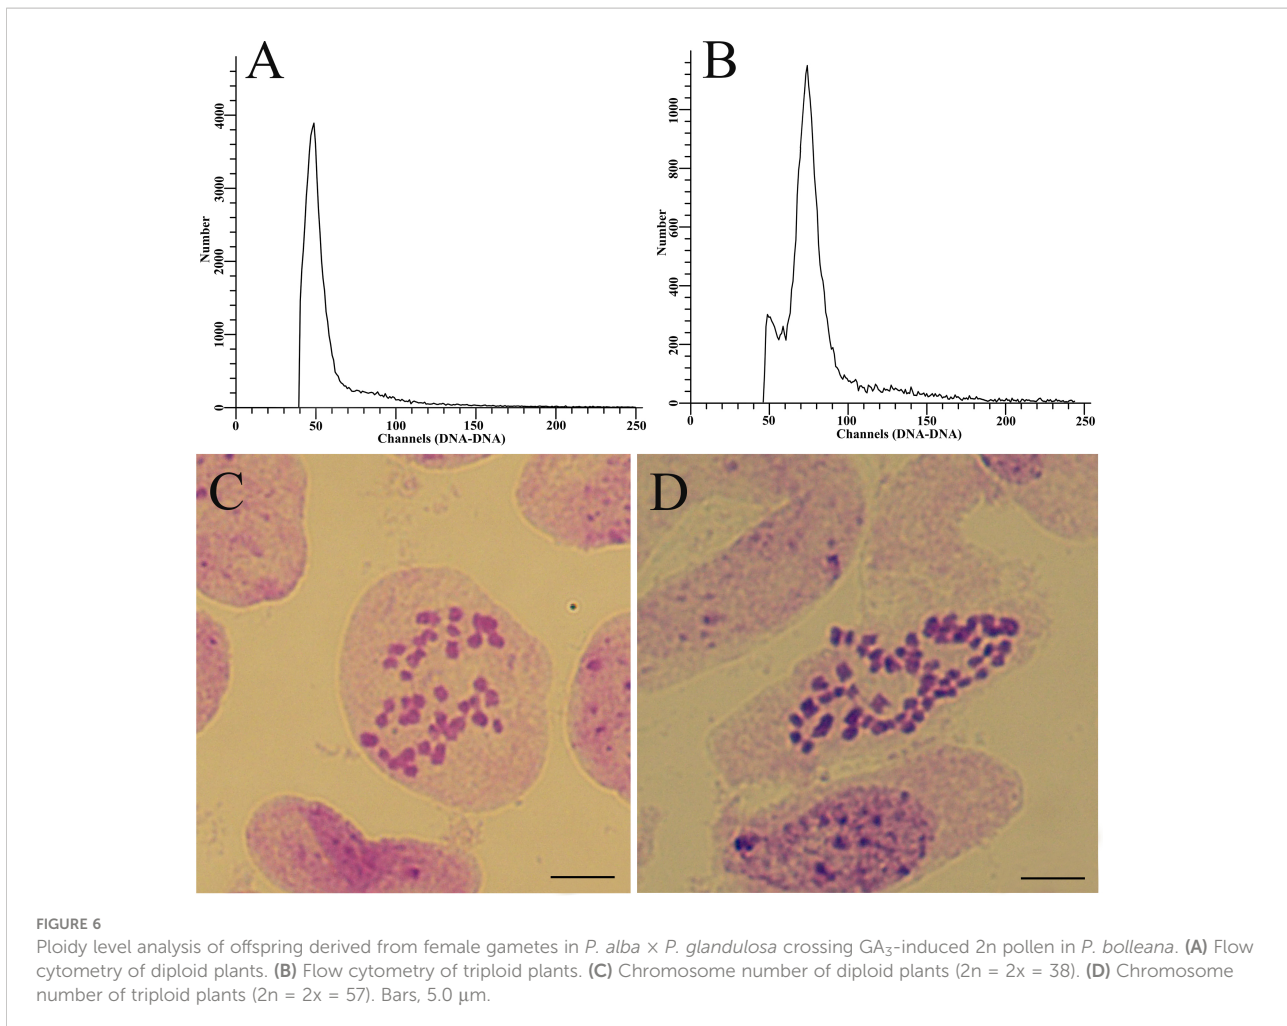 A
B
4000
3000
2000
1000
0
Number
0
50
100
150
200
250
Channels (DNA-DNA)
1000
800
600
400
200
0
Number
0
50
100
150
200
250
Channels (DNA-DNA)
C
D
FIGURE 6
Ploidy level analysis of offspring derived from female gametes in P. alba × P. glandulosa crossing GA₃-induced 2n pollen in P. bolleana. (A) Flow
cytometry of diploid plants. (B) Flow cytometry of triploid plants. (C) Chromosome number of diploid plants (2n = 2x = 38). (D) Chromosome
number of triploid plants (2n = 2x = 57). Bars, 5.0 μm.